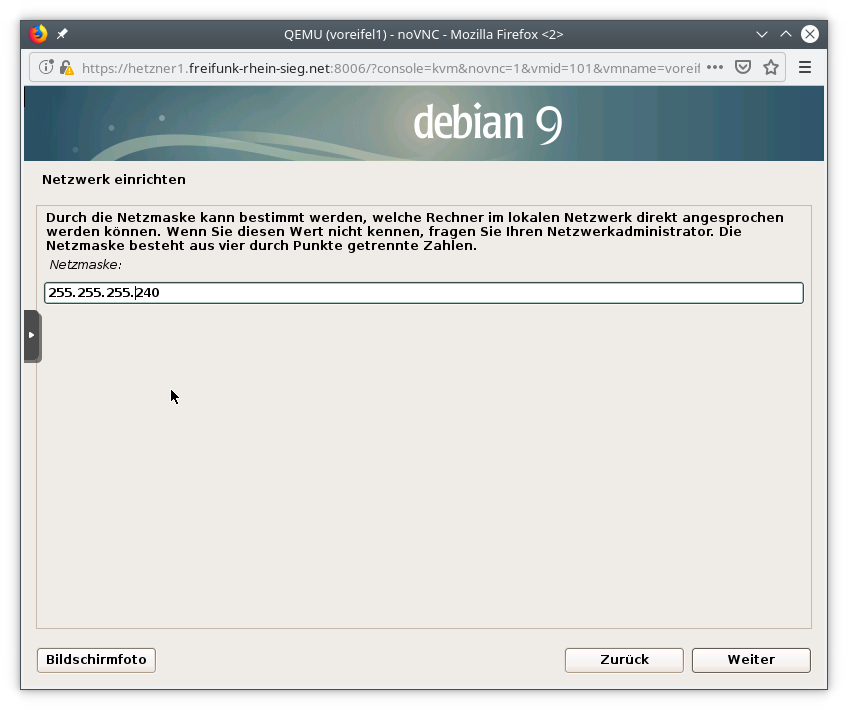 QEMU (voreifel1) - noVNC - Mozilla Firefox <2>
https://hetzner1.freifunk-rhein-sieg.net:8006/?console=kvm&novnc=1&vmid=101&vmname=voreif
debian 9
Netzwerk einrichten
Durch die Netzmaske kann bestimmt werden, welche Rechner im lokalen Netzwerk direkt angesprochen
werden können. Wenn Sie diesen Wert nicht kennen, fragen Sie Ihren Netzwerkadministrator. Die
Netzmaske besteht aus vier durch Punkte getrennte Zahlen.
Netzmaske:
255.255.255.240
Bildschirmfoto Zurück Weiter